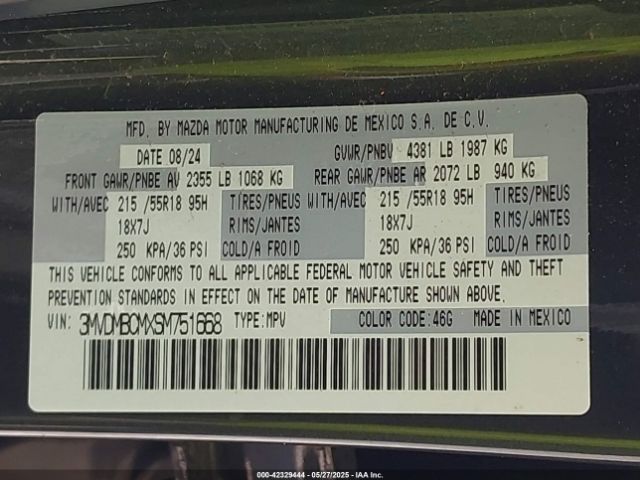 MFD. BY MAZDA MOTOR MANUFACTURING DE MEXICO S.A. DE C.V.
DATE 08/24 GVWR/PNBV 4381 LB 1987 KG
FRONT GAWR/PNBE AV 2355 LB 1068 KG REAR GAWR/PNBE AR 2072 LB 940 KG
WITH/AVEC 215 /55R18 95H TIRES/PNEUS WITH/AVEC 215 /55R18 95H TIRES/PNEUS
18X7J RIMS/JANTES 18X7J RIMS/JANTES
250 KPA/36 PSI COLD/A FROID 250 KPA/36 PSI COLD/A FROID
THIS VEHICLE CONFORMS TO ALL APPLICABLE FEDERAL MOTOR VEHICLE SAFETY AND THEFT
PREVENTION STANDARDS IN EFFECT ON THE DATE OF MANUFACTURE SHOWN ABOVE.
VIN: 3MVDMBCMXSM751668 TYPE:MPV COLOR CODE:46G MADE IN MEXICO
000-42329444 — 05/27/2025 — IAA Inc.